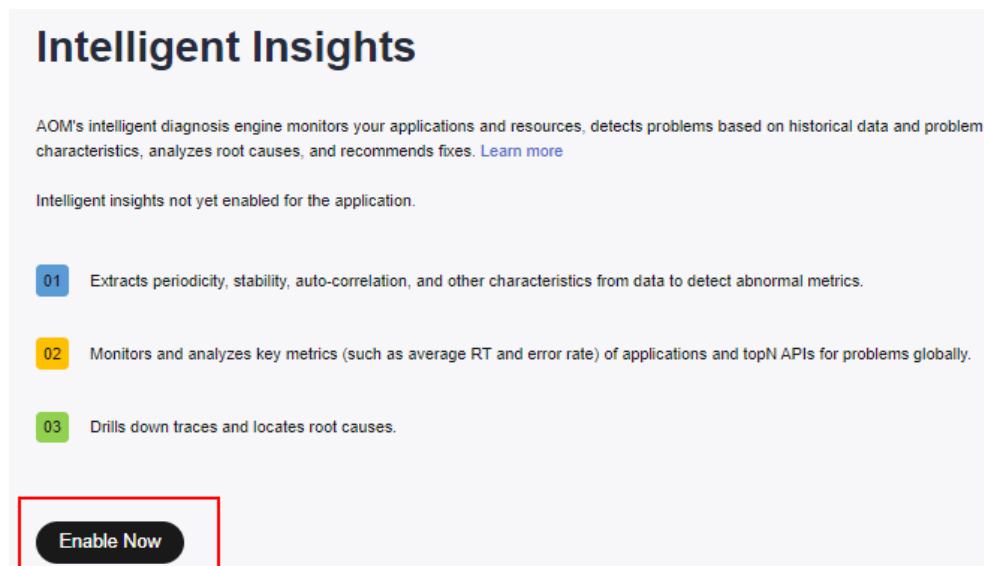 Intelligent Insights
AOM's intelligent diagnosis engine monitors your applications and resources, detects problems based on historical data and problem
characteristics, analyzes root causes, and recommends fixes. Learn more
Intelligent insights not yet enabled for the application.
01 Extracts periodicity, stability, auto-correlation, and other characteristics from data to detect abnormal metrics.
02 Monitors and analyzes key metrics (such as average RT and error rate) of applications and topN APIs for problems globally.
03 Drills down traces and locates root causes.
Enable Now